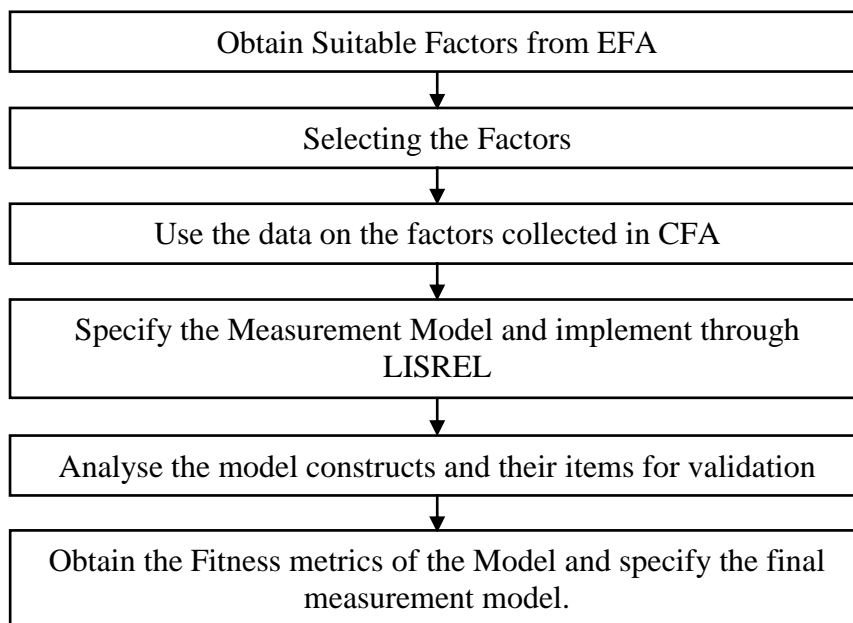 Obtain Suitable Factors from EFA
Selecting the Factors
Use the data on the factors collected in CFA
Specify the Measurement Model and implement through
LISREL
Analyse the model constructs and their items for validation
Obtain the Fitness metrics of the Model and specify the final
measurement model.